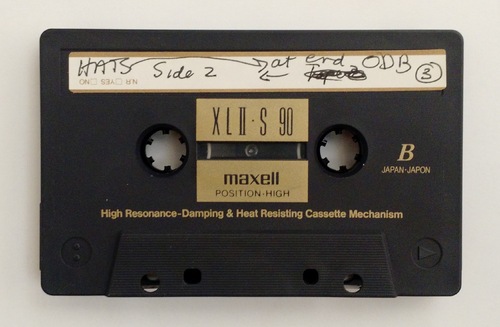 HATS Side 2 at end ODB 3
N.R □YES □NO
XLII·S 90
maxell
POSITION·HIGH
B
JAPAN·JAPON
High Resonance-Damping & Heat Resisting Cassette Mechanism